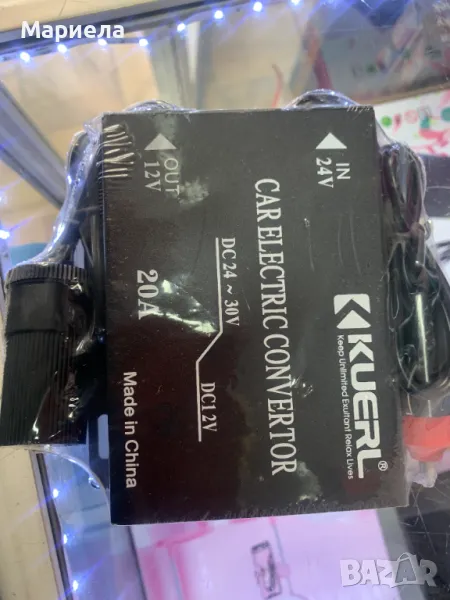 Мариела
KUERL®
Keep Unlimited Exultant Relax Lives
CAR ELECTRIC CONVERTOR
IN
24V
OUT
12V
DC 24 ~ 30V
DC12V
20A
Made in China
BAZAR